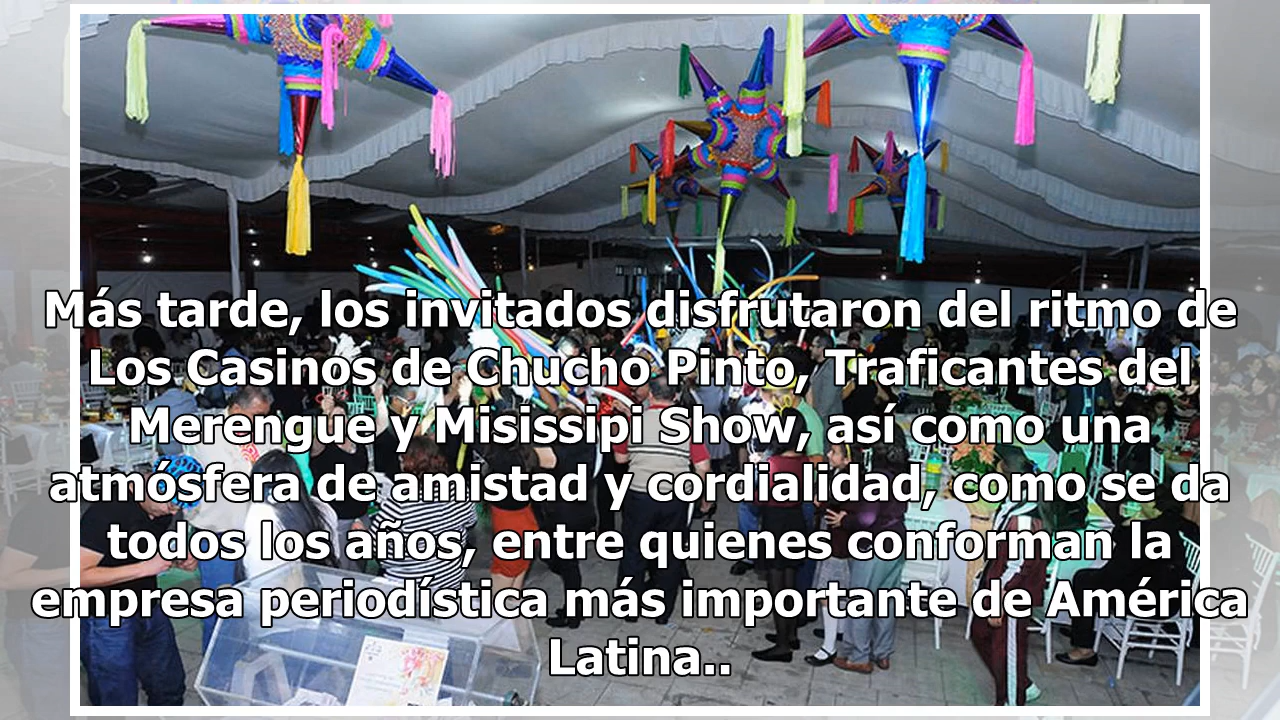 Más tarde, los invitados disfrutaron del ritmo de
Los Casinos de Chucho Pinto, Traficantes del
Merengue y Misissipi Show, así como una
atmósfera de amistad y cordialidad, como se da
todos los años, entre quienes conforman la
empresa periodística más importante de América
Latina..